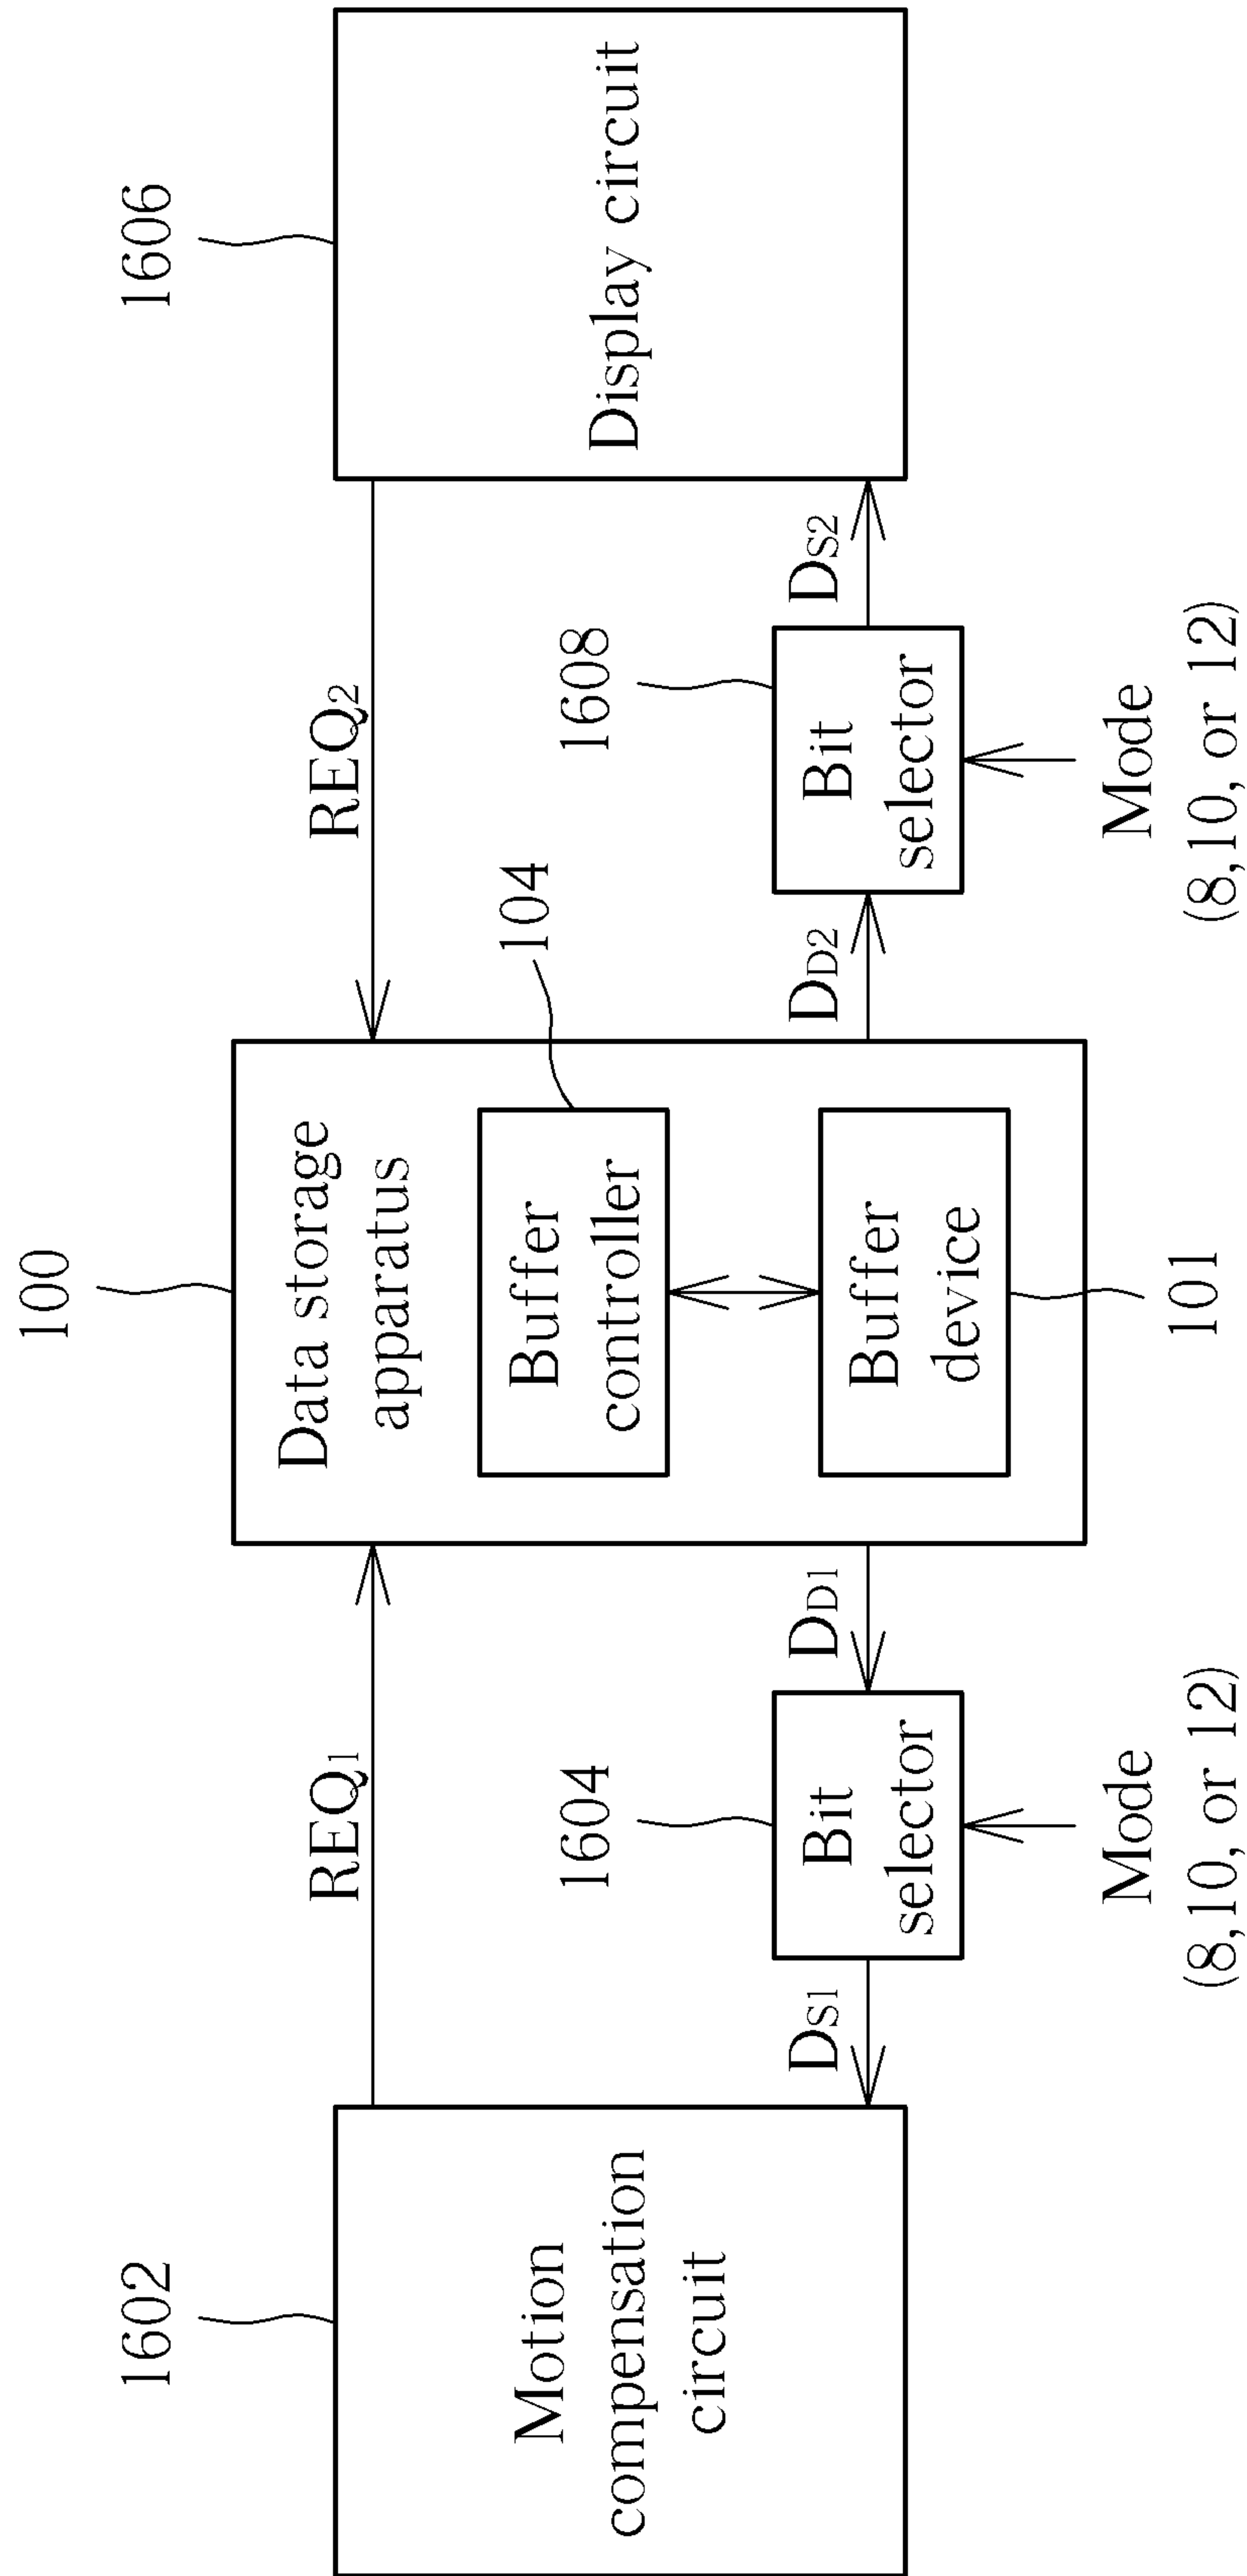 100
1602
1606
REQ1
REQ2
Data storage
apparatus
104
Motion
compensation
circuit
Buffer
controller
Display circuit
1604
1608
DS1
DD1
DD2
DS2
Bit
selector
Buffer
device
Bit
selector
Mode
(8,10, or 12)
101
Mode
(8,10, or 12)